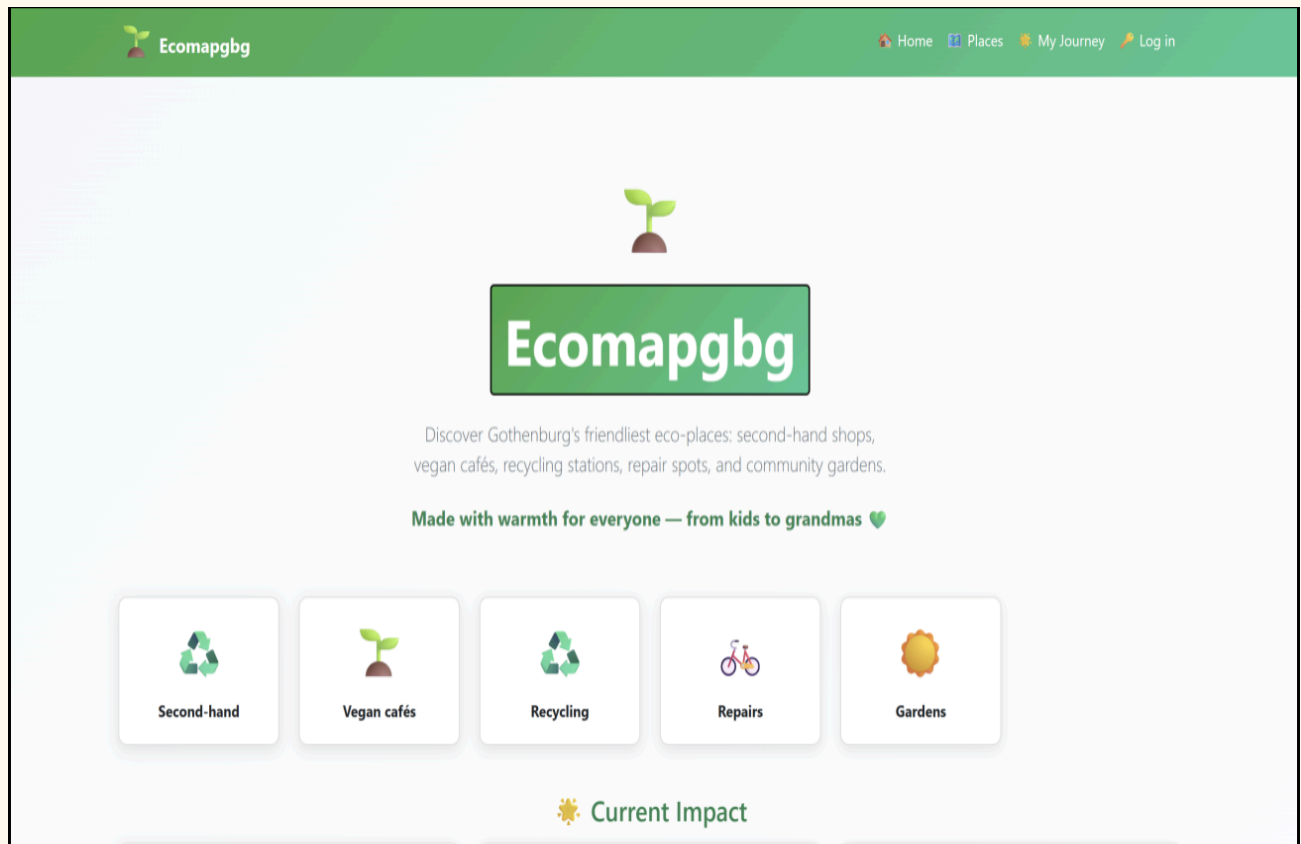 Ecomapgbg
Home Places My Journey Log in
Ecomapgbg
Discover Gothenburg's friendliest eco-places: second-hand shops,
vegan cafés, recycling stations, repair spots, and community gardens.
Made with warmth for everyone — from kids to grandmas 💚
Second-hand
Vegan cafés
Recycling
Repairs
Gardens
Current Impact